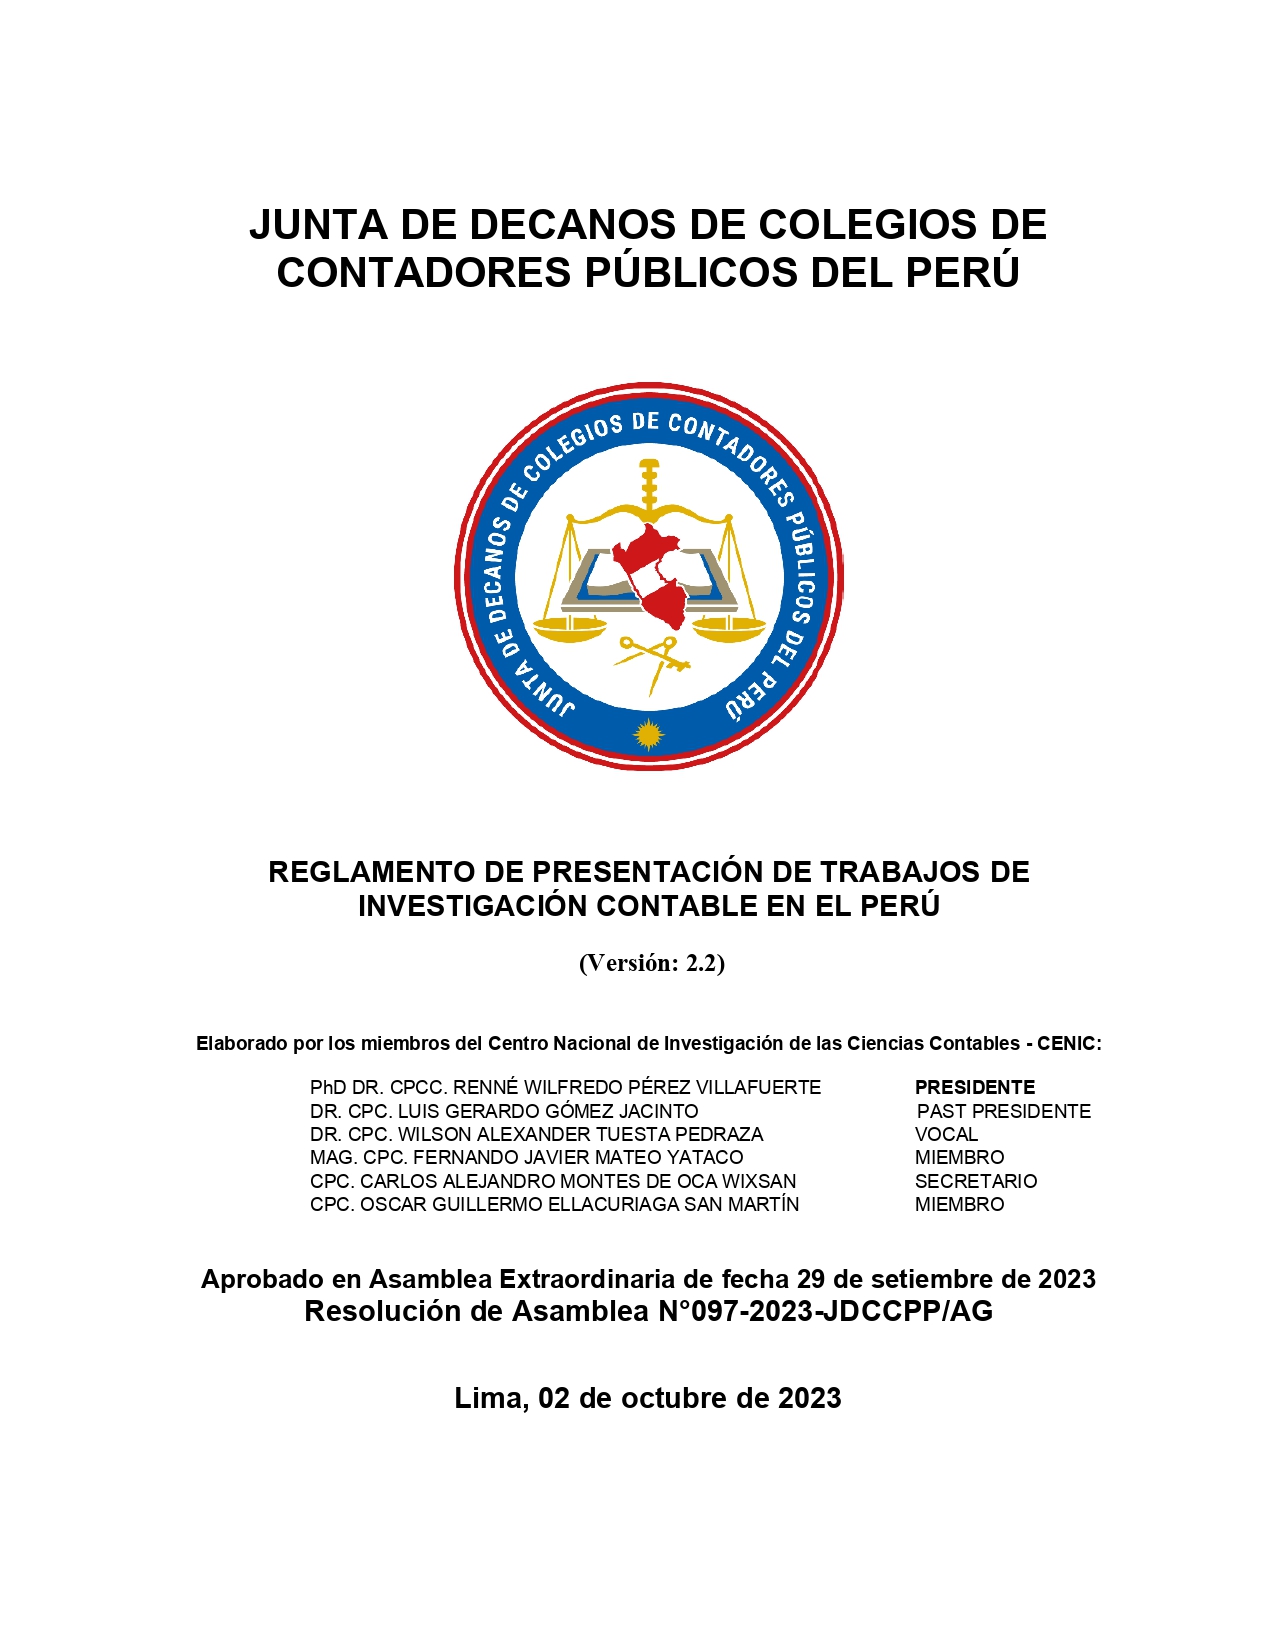 JUNTA DE DECANOS DE COLEGIOS DE
CONTADORES PÚBLICOS DEL PERÚ
JUNTA DE DECANOS DE COLEGIOS DE CONTADORES PÚBLICOS DEL PERÚ
REGLAMENTO DE PRESENTACIÓN DE TRABAJOS DE
INVESTIGACIÓN CONTABLE EN EL PERÚ
(Versión: 2.2)
Elaborado por los miembros del Centro Nacional de Investigación de las Ciencias Contables - CENIC:
PhD DR. CPCC. RENNÉ WILFREDO PÉREZ VILLAFUERTE PRESIDENTE
DR. CPC. LUIS GERARDO GÓMEZ JACINTO PAST PRESIDENTE
DR. CPC. WILSON ALEXANDER TUESTA PEDRAZA VOCAL
MAG. CPC. FERNANDO JAVIER MATEO YATACO MIEMBRO
CPC. CARLOS ALEJANDRO MONTES DE OCA WIXSAN SECRETARIO
CPC. OSCAR GUILLERMO ELLACURIAGA SAN MARTÍN MIEMBRO
Aprobado en Asamblea Extraordinaria de fecha 29 de setiembre de 2023
Resolución de Asamblea N°097-2023-JDCCPP/AG
Lima, 02 de octubre de 2023